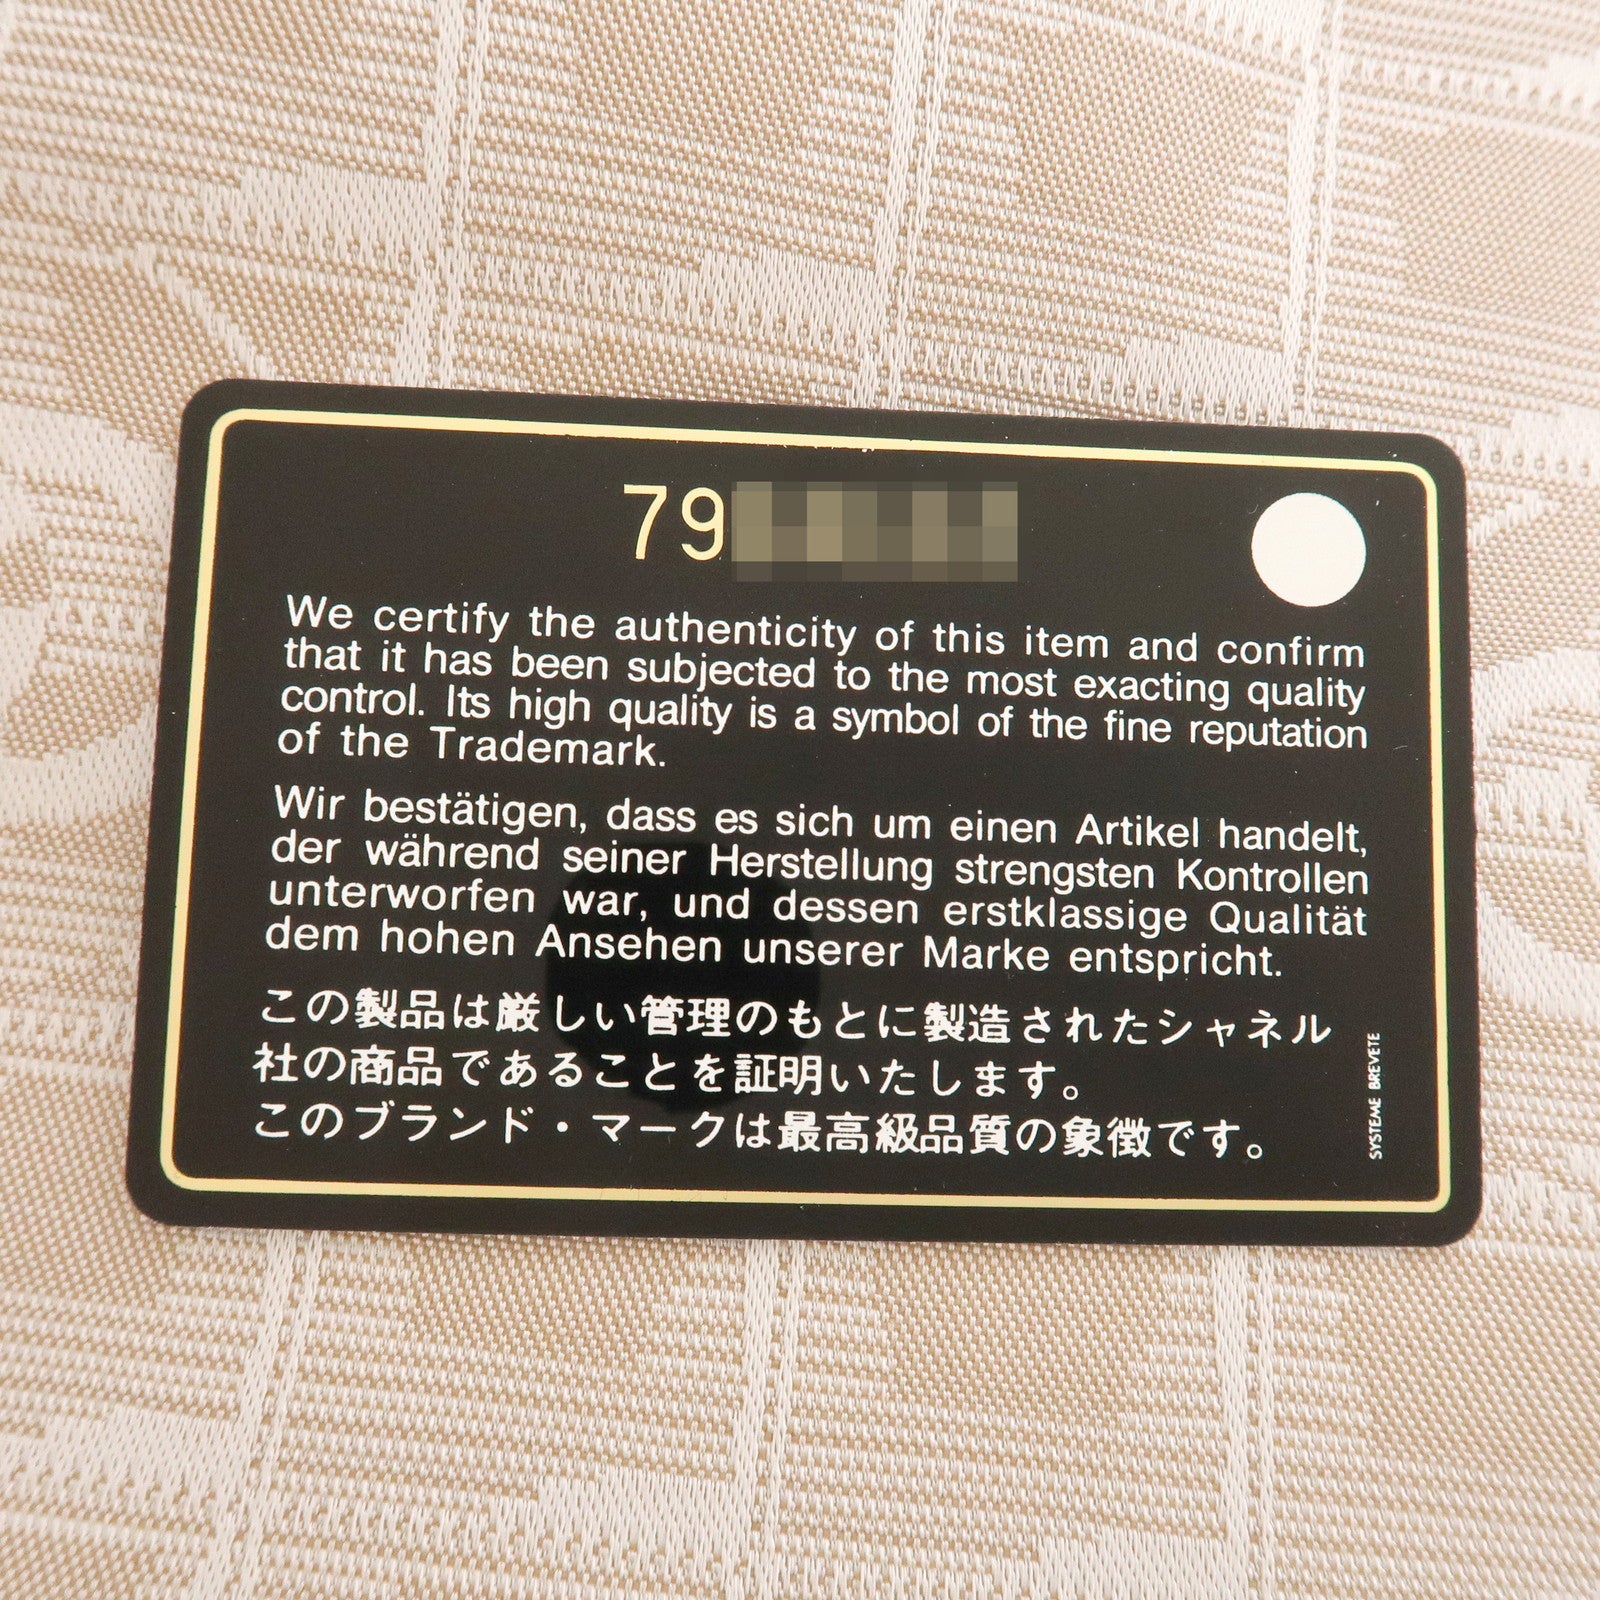 79
We certify the authenticity of this item and confirm
that it has been subjected to the most exacting quality
control. Its high quality is a symbol of the fine reputation
of the Trademark.
Wir bestätigen, dass es sich um einen Artikel handelt,
der während seiner Herstellung strengsten Kontrollen
unterworfen war, und dessen erstklassige Qualität
dem hohen Ansehen unserer Marke entspricht.
この製品は厳しい管理のもとに製造されたシャネル
社の商品であることを証明いたします。
このブランド・マークは最高級品質の象徴です。
SYSTEME BREVETE